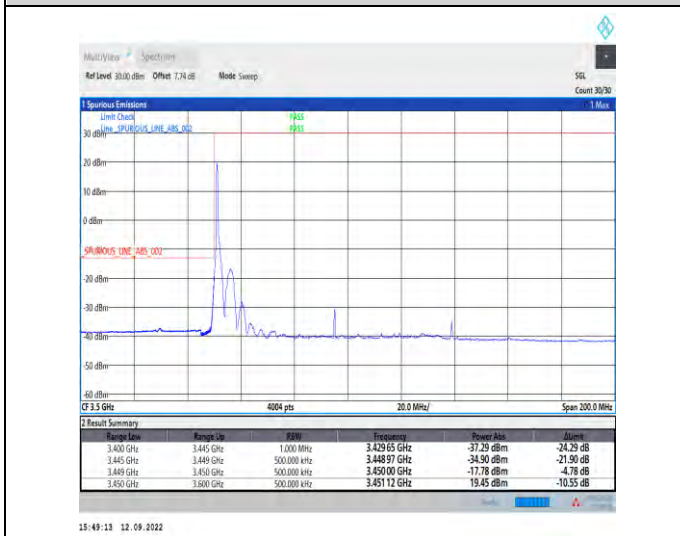 MultiView Spectrum
Ref Level 30.00 dBm Offset 7.74 dB Mode Sweep SGL
Count 30/30
1 Spurious Emissions 1 Max
Limit Check PASS
Line _SPURIOUS_LINE_ABS_002 PASS
30 dBm
20 dBm
10 dBm
0 dBm
_SPURIOUS_LINE_ABS_002
-20 dBm
-30 dBm
-40 dBm
-50 dBm
-60 dBm
CF 3.5 GHz 4004 pts 20.0 MHz/ Span 200.0 MHz
2 Result Summary
Range Low Range Up RBW Frequency Power Abs ΔLimit
3.400 GHz 3.445 GHz 1.000 MHz 3.429 65 GHz -37.29 dBm -24.29 dB
3.445 GHz 3.449 GHz 500.000 kHz 3.448 97 GHz -34.90 dBm -21.90 dB
3.449 GHz 3.450 GHz 500.000 kHz 3.450 00 GHz -17.78 dBm -4.78 dB
3.450 GHz 3.600 GHz 500.000 kHz 3.451 12 GHz 19.45 dBm -10.55 dB
15:49:13 12.09.2022